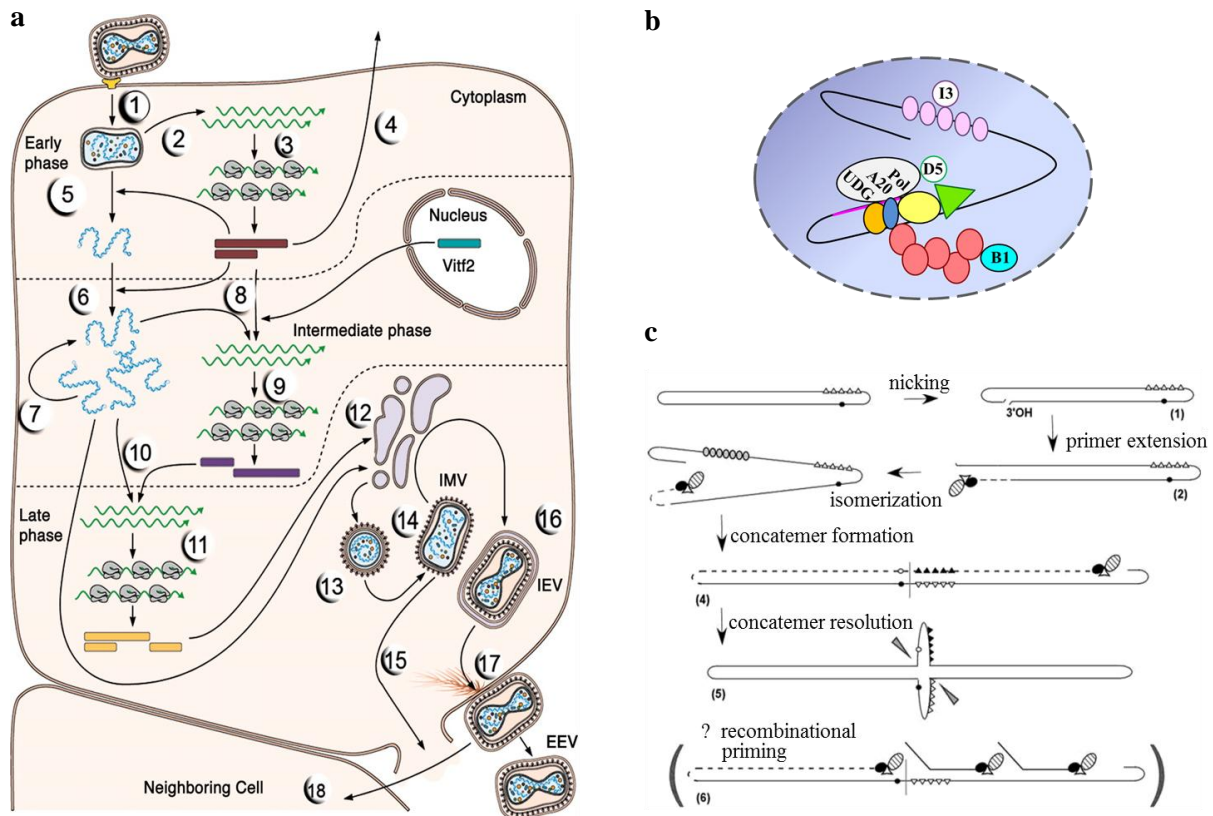 a
Cytoplasm
1
2
3
4
Early
phase
5
Nucleus
Vitf2
6
8
Intermediate phase
7
9
12
10
IMV
Late
phase
14
16
11
13
IEV
15
17
EEV
Neighboring Cell
18
b
I3
D5
UDG
A20
Pol
B1
c
nicking
3'OH
(1)
primer extension
isomerization
(2)
concatemer formation
(4)
concatemer resolution
(5)
? recombinational
priming
(6)